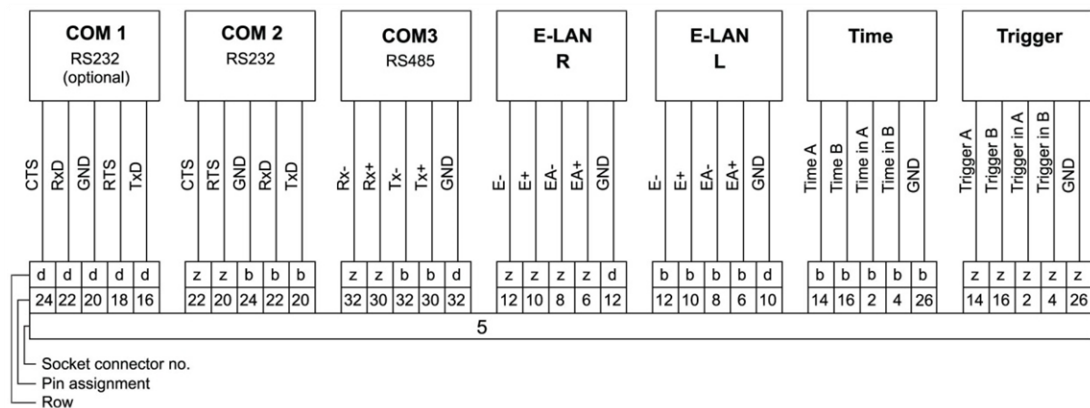 COM 1
RS232
(optional)
COM 2
RS232
COM3
RS485
E-LAN
R
E-LAN
L
Time
Trigger
CTS
RxD
GND
RTS
TxD
CTS
RTS
GND
RxD
TxD
Rx-
Rx+
Tx-
Tx+
GND
E-
E+
EA-
EA+
GND
E-
E+
EA-
EA+
GND
Time A
Time B
Time in A
Time in B
GND
Trigger A
Trigger B
Trigger in A
Trigger in B
GND
d d d d d z z b b b z z b b d z z z z d b b b b d b b b b b z z z z z
24 22 20 18 16 22 20 24 22 20 32 30 32 30 32 12 10 8 6 12 12 10 8 6 10 14 16 2 4 26 14 16 2 4 26
5
Socket connector no.
Pin assignment
Row